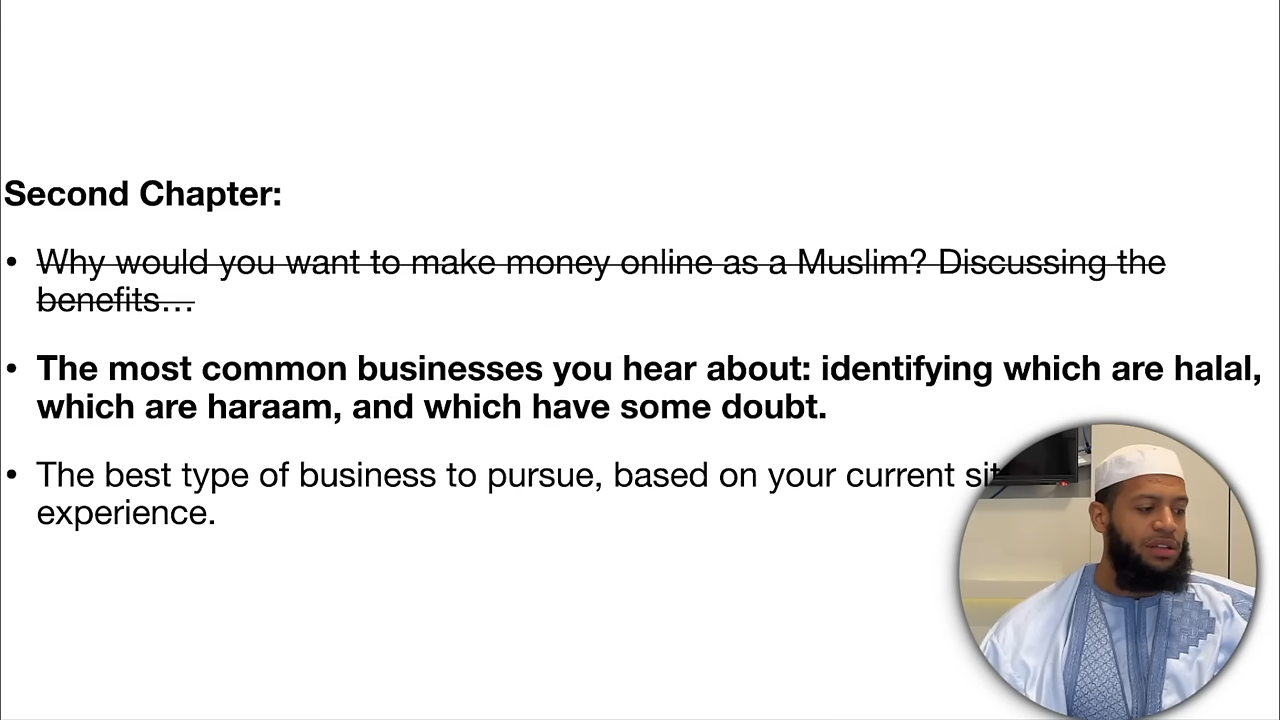 Second Chapter:
• Why would you want to make money online as a Muslim? Discussing the
benefits…
• The most common businesses you hear about: identifying which are halal,
which are haraam, and which have some doubt.
• The best type of business to pursue, based on your current
experience.